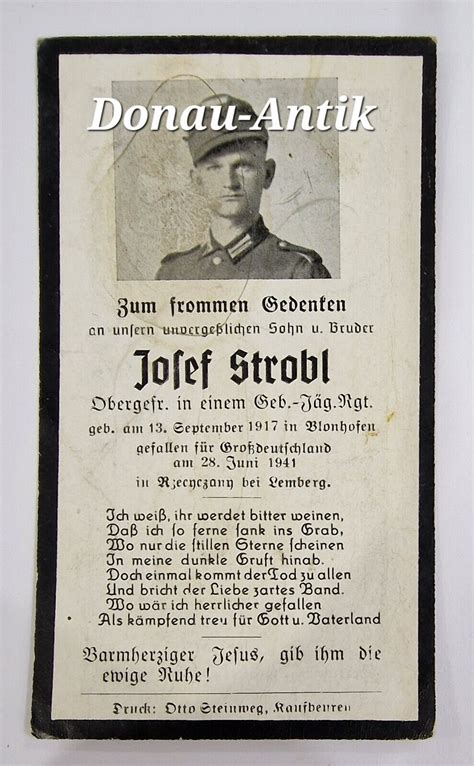 Donau-Antik
Zum frommen Gedenken
an unsern unvergeßlichen Sohn u. Bruder
Josef Strobl
Obergefr. in einem Geb.-Jäg.Rgt.
geb. am 13. September 1917 in Blonhofen
gefallen für Großdeutschland
am 28. Juni 1941
in Rzeczyczany bei Lemberg.
Ich weiß, ihr werdet bitter weinen,
Daß ich so ferne sank ins Grab,
Wo nur die stillen Sterne scheinen
In meine dunkle Gruft hinab.
Doch einmal kommt der Tod zu allen
Und bricht der Liebe zartes Band.
Wo wär ich herrlicher gefallen
Als kämpfend treu für Gott u. Vaterland
Barmherziger Jesus, gib ihm die
ewige Ruhe!
Druck: Otto Steinweg, Kaufbeuren